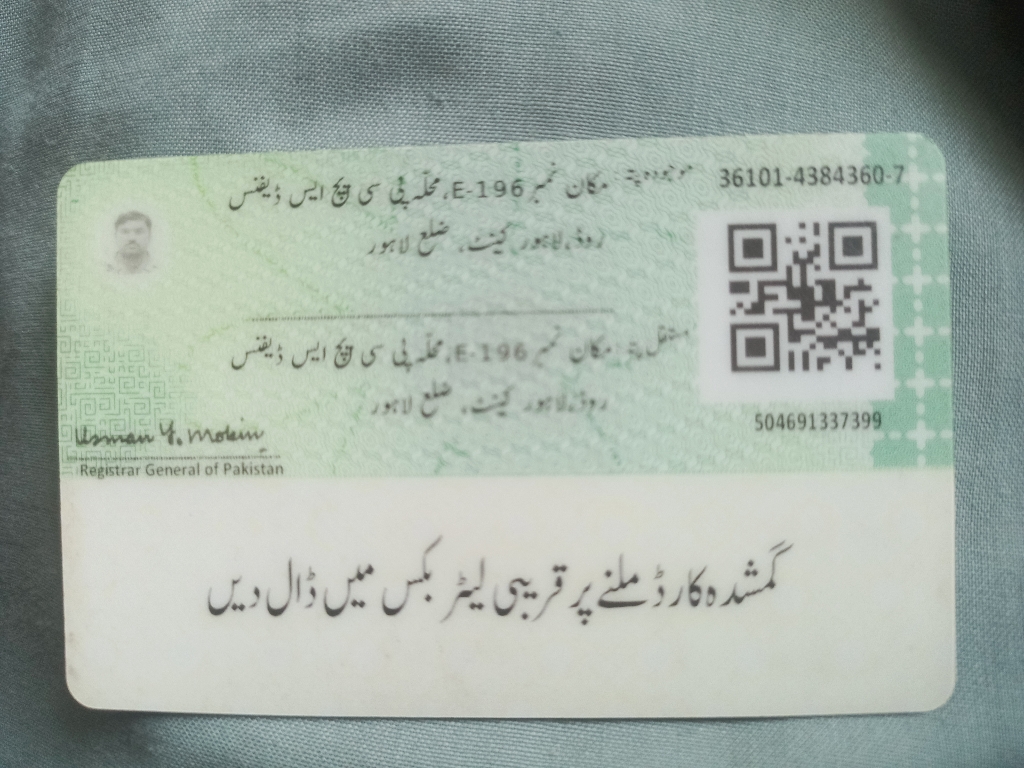 36101-4384360-7
موجودہ پتہ: مکان نمبر E-196، محلہ پی سی ایچ ایس ڈیفنس
روڈ، لاہور کینٹ، ضلع لاہور
مستقل پتہ: مکان نمبر E-196، محلہ پی سی ایچ ایس ڈیفنس
روڈ، لاہور کینٹ، ضلع لاہور
504691337399
Usman Y. Mobin
Registrar General of Pakistan
گمشدہ کارڈ ملنے پر قریبی لیٹر بکس میں ڈال دیں